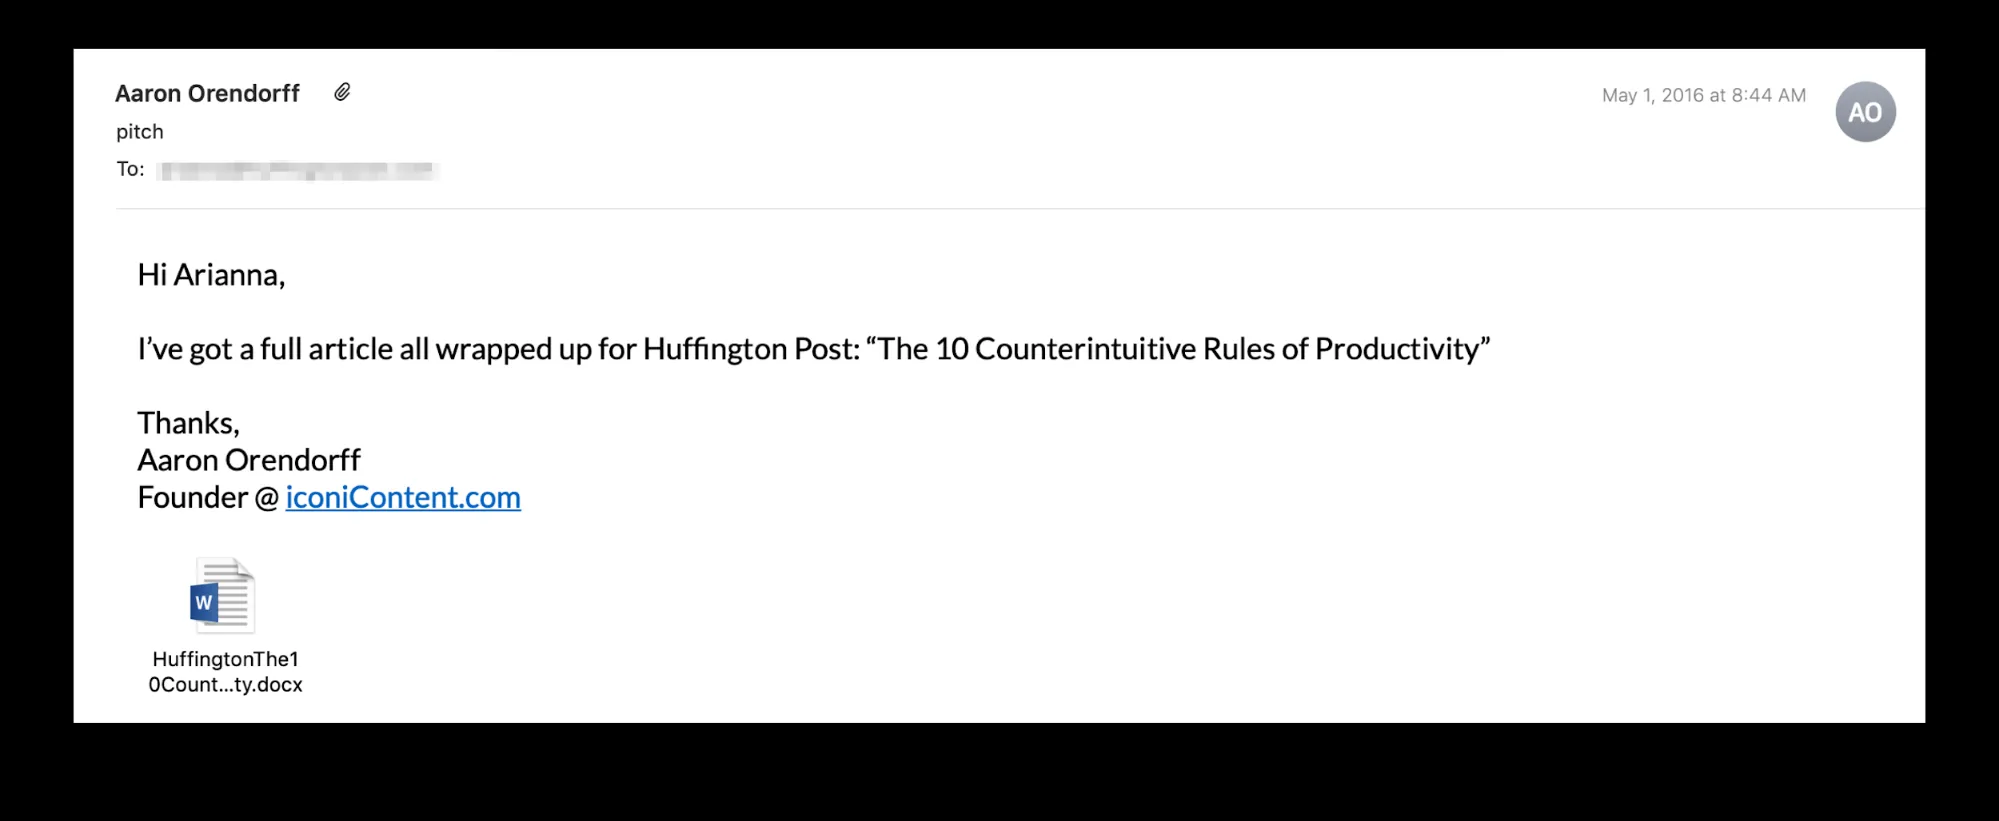 Aaron Orendorff
May 1, 2016 at 8:44 AM
AO
pitch
To:
Hi Arianna,
I’ve got a full article all wrapped up for Huffington Post: “The 10 Counterintuitive Rules of Productivity”
Thanks,
Aaron Orendorff
Founder @ iconiContent.com
W
HuffingtonThe1
0Count...ty.docx